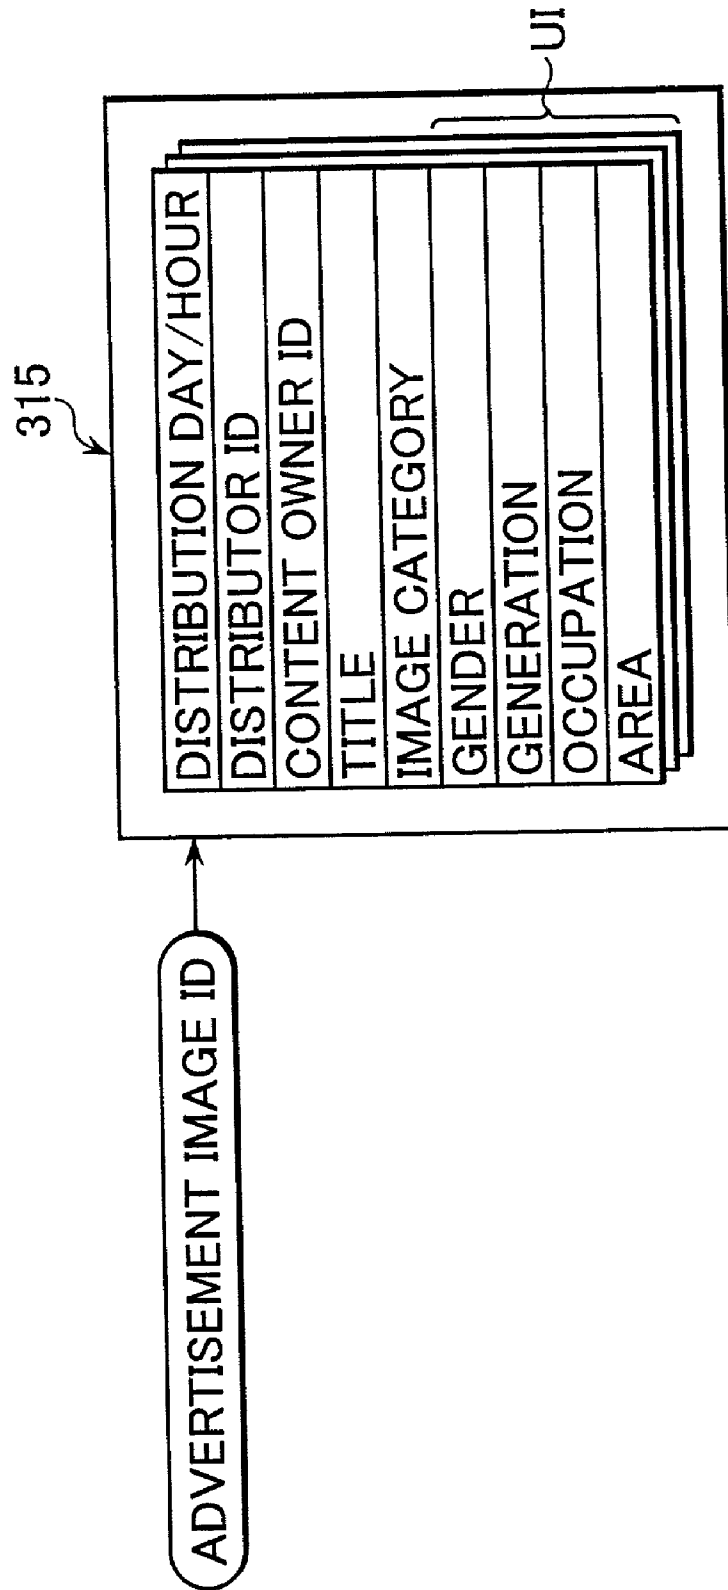 315
ADVERTISEMENT IMAGE ID
DISTRIBUTION DAY/HOUR
DISTRIBUTOR ID
CONTENT OWNER ID
TITLE
IMAGE CATEGORY
GENDER
GENERATION
OCCUPATION
AREA
UI